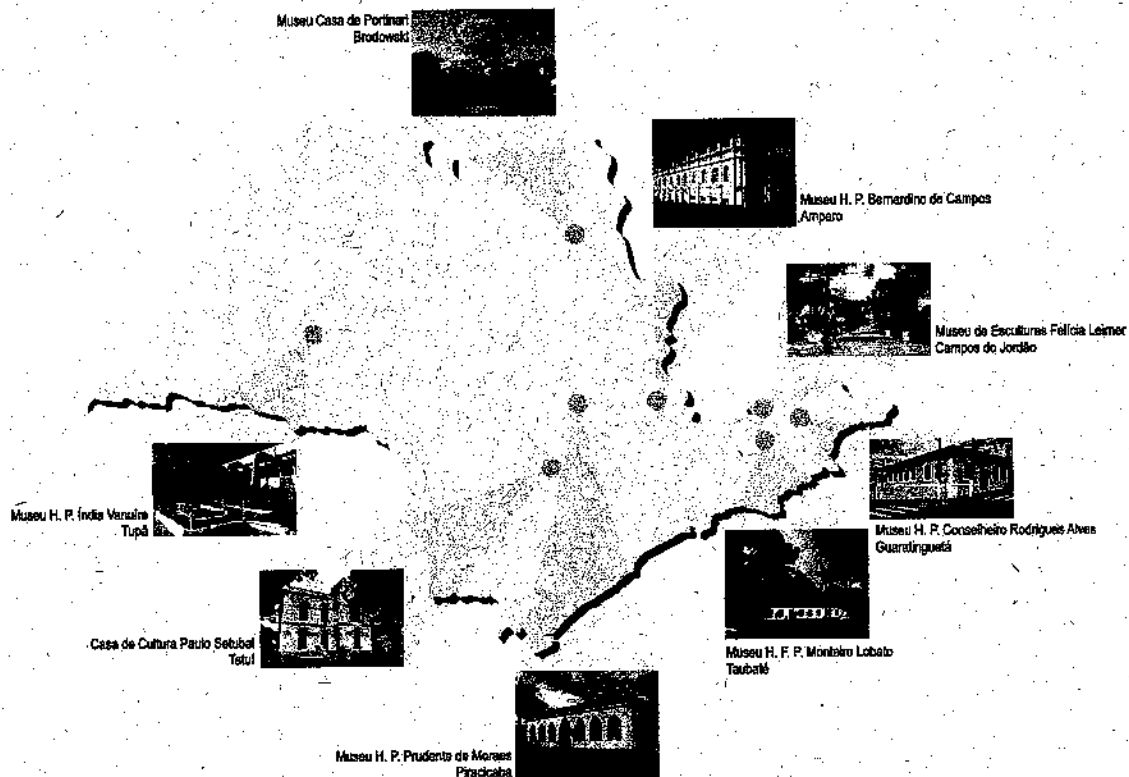 Museu Casa de Portinari
Brodowski
Museu H. P. Bernardino de Campos
Amparo
Museu de Esculturas Felícia Leirner
Campos do Jordão
Museu H. P. Índia Vanuíre
Tupã
Museu H. P. Conselheiro Rodrigues Alves
Guaratinguetá
Casa de Cultura Paulo Setúbal
Tatuí
Museu H. F. P. Monteiro Lobato
Taubaté
Museu H. P. Prudente de Moraes
Piracicaba